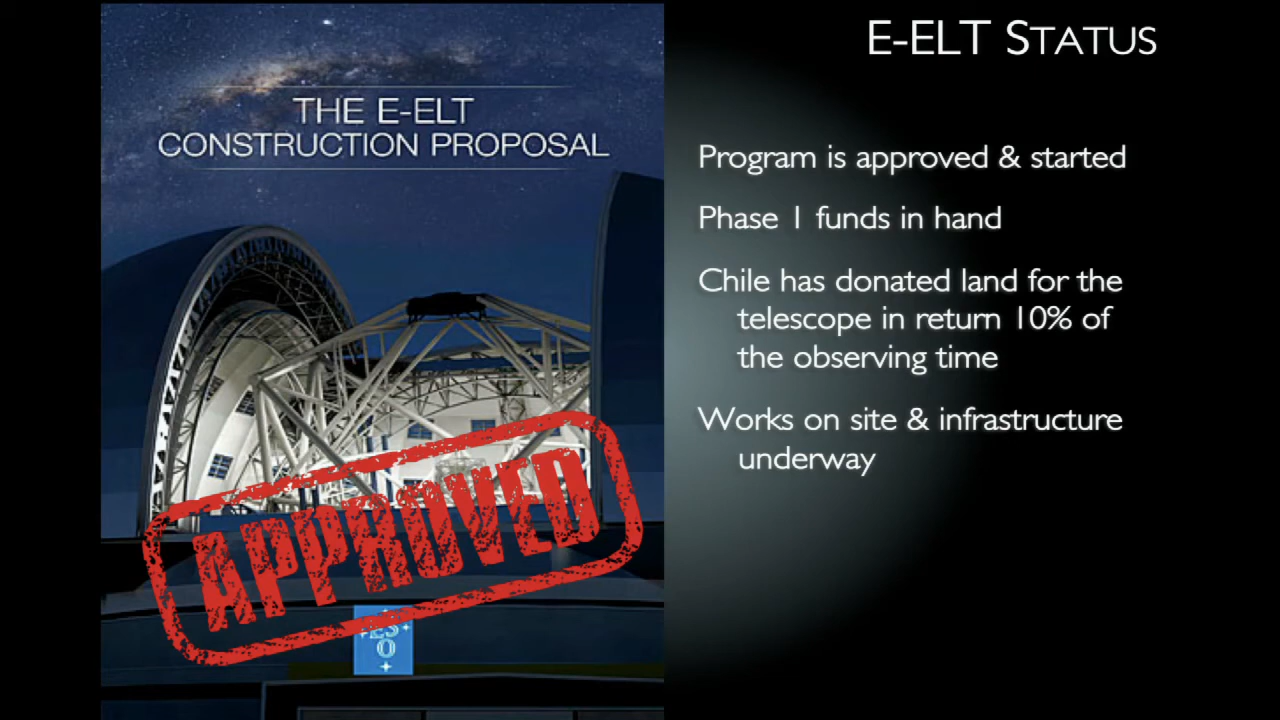 THE E-ELT
CONSTRUCTION PROPOSAL
APPROVED
ES
O
E-ELT STATUS
Program is approved & started
Phase 1 funds in hand
Chile has donated land for the
telescope in return 10% of
the observing time
Works on site & infrastructure
underway